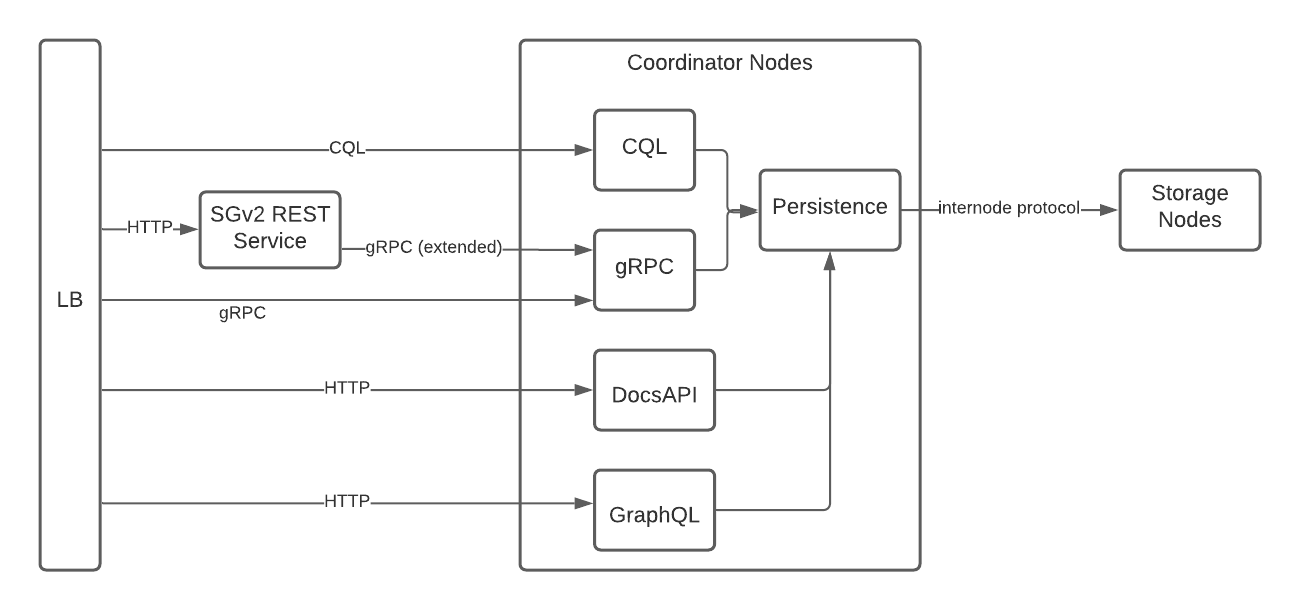 Coordinator Nodes
CQL
CQL
HTTP
SGv2 REST
Service
gRPC (extended)
gRPC
Persistence
internode protocol
Storage
Nodes
LB
gRPC
HTTP
DocsAPI
HTTP
GraphQL